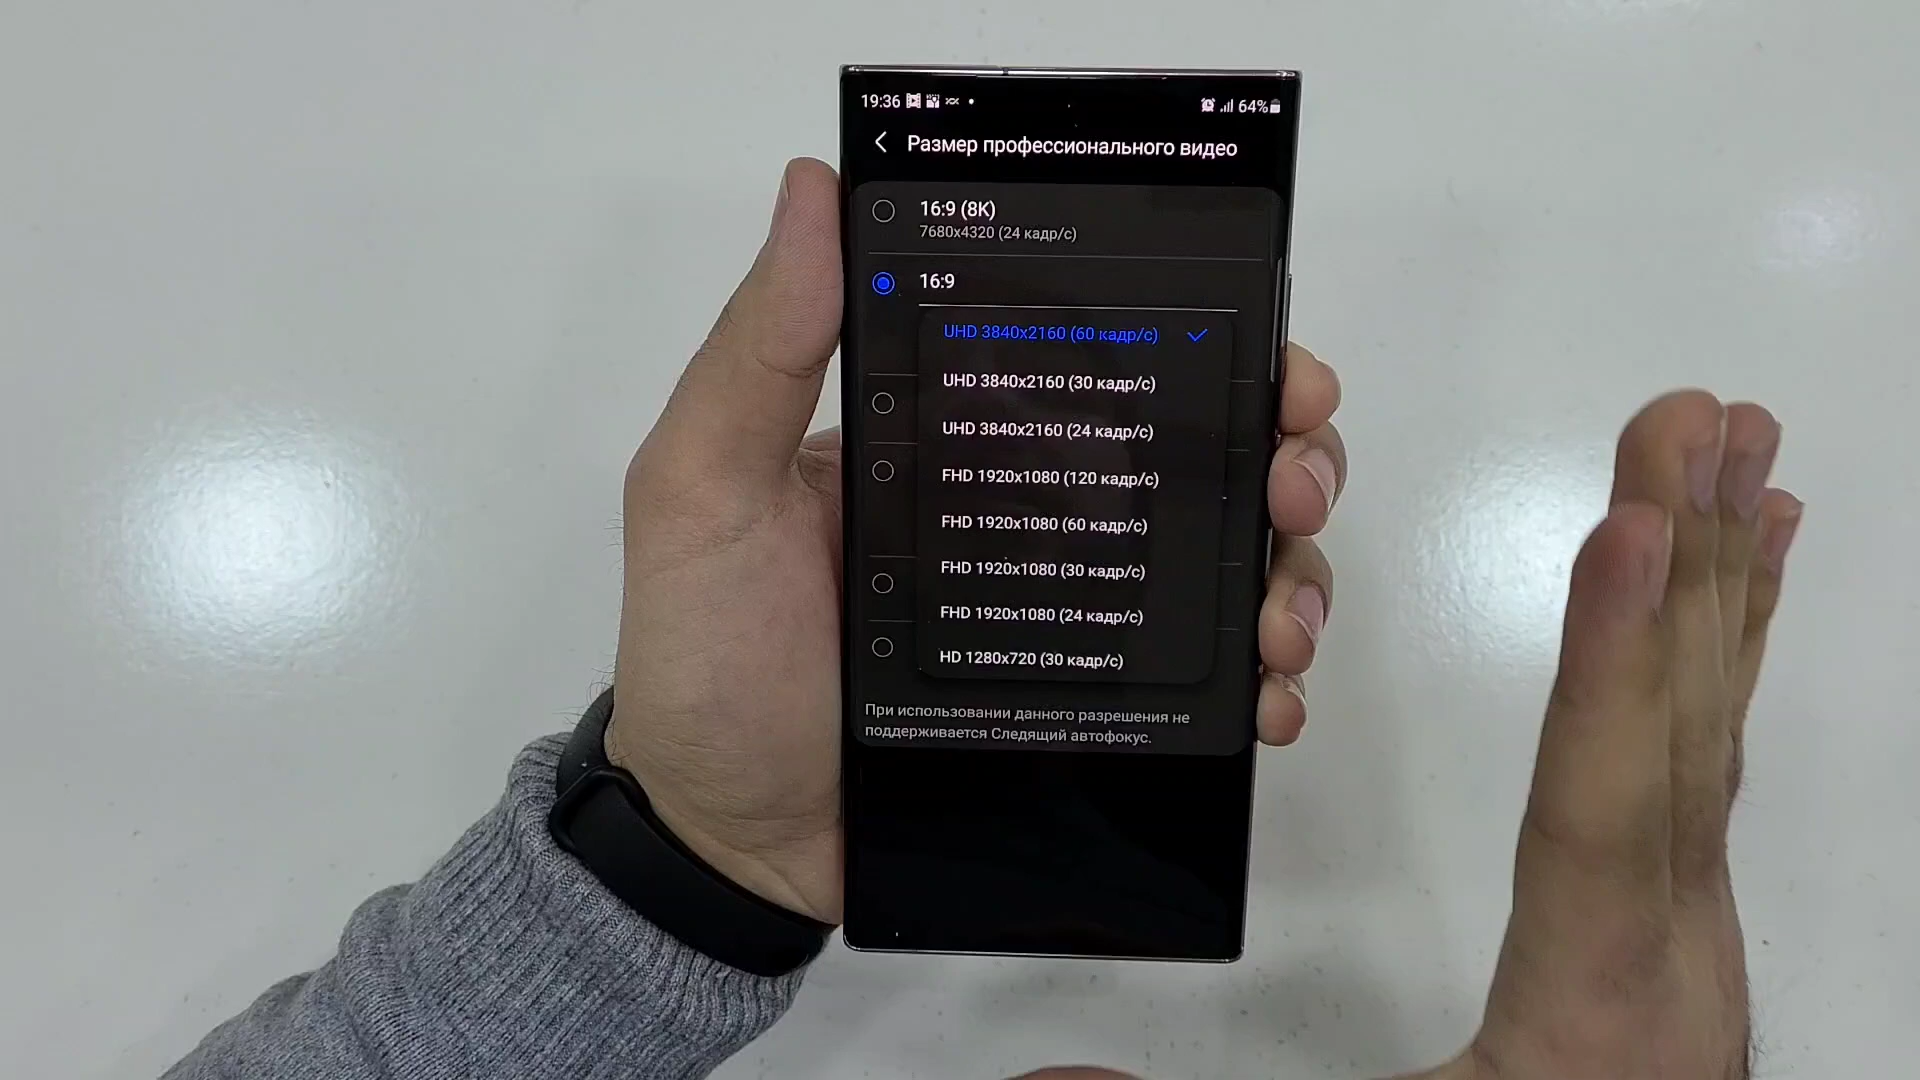 19:36
64%
Размер профессионального видео
16:9 (8K)
7680x4320 (24 кадр/с)
16:9
UHD 3840x2160 (60 кадр/с)
UHD 3840x2160 (30 кадр/с)
UHD 3840x2160 (24 кадр/с)
FHD 1920x1080 (120 кадр/с)
FHD 1920x1080 (60 кадр/с)
FHD 1920x1080 (30 кадр/с)
FHD 1920x1080 (24 кадр/с)
HD 1280x720 (30 кадр/с)
При использовании данного разрешения не
поддерживается Следящий автофокус.